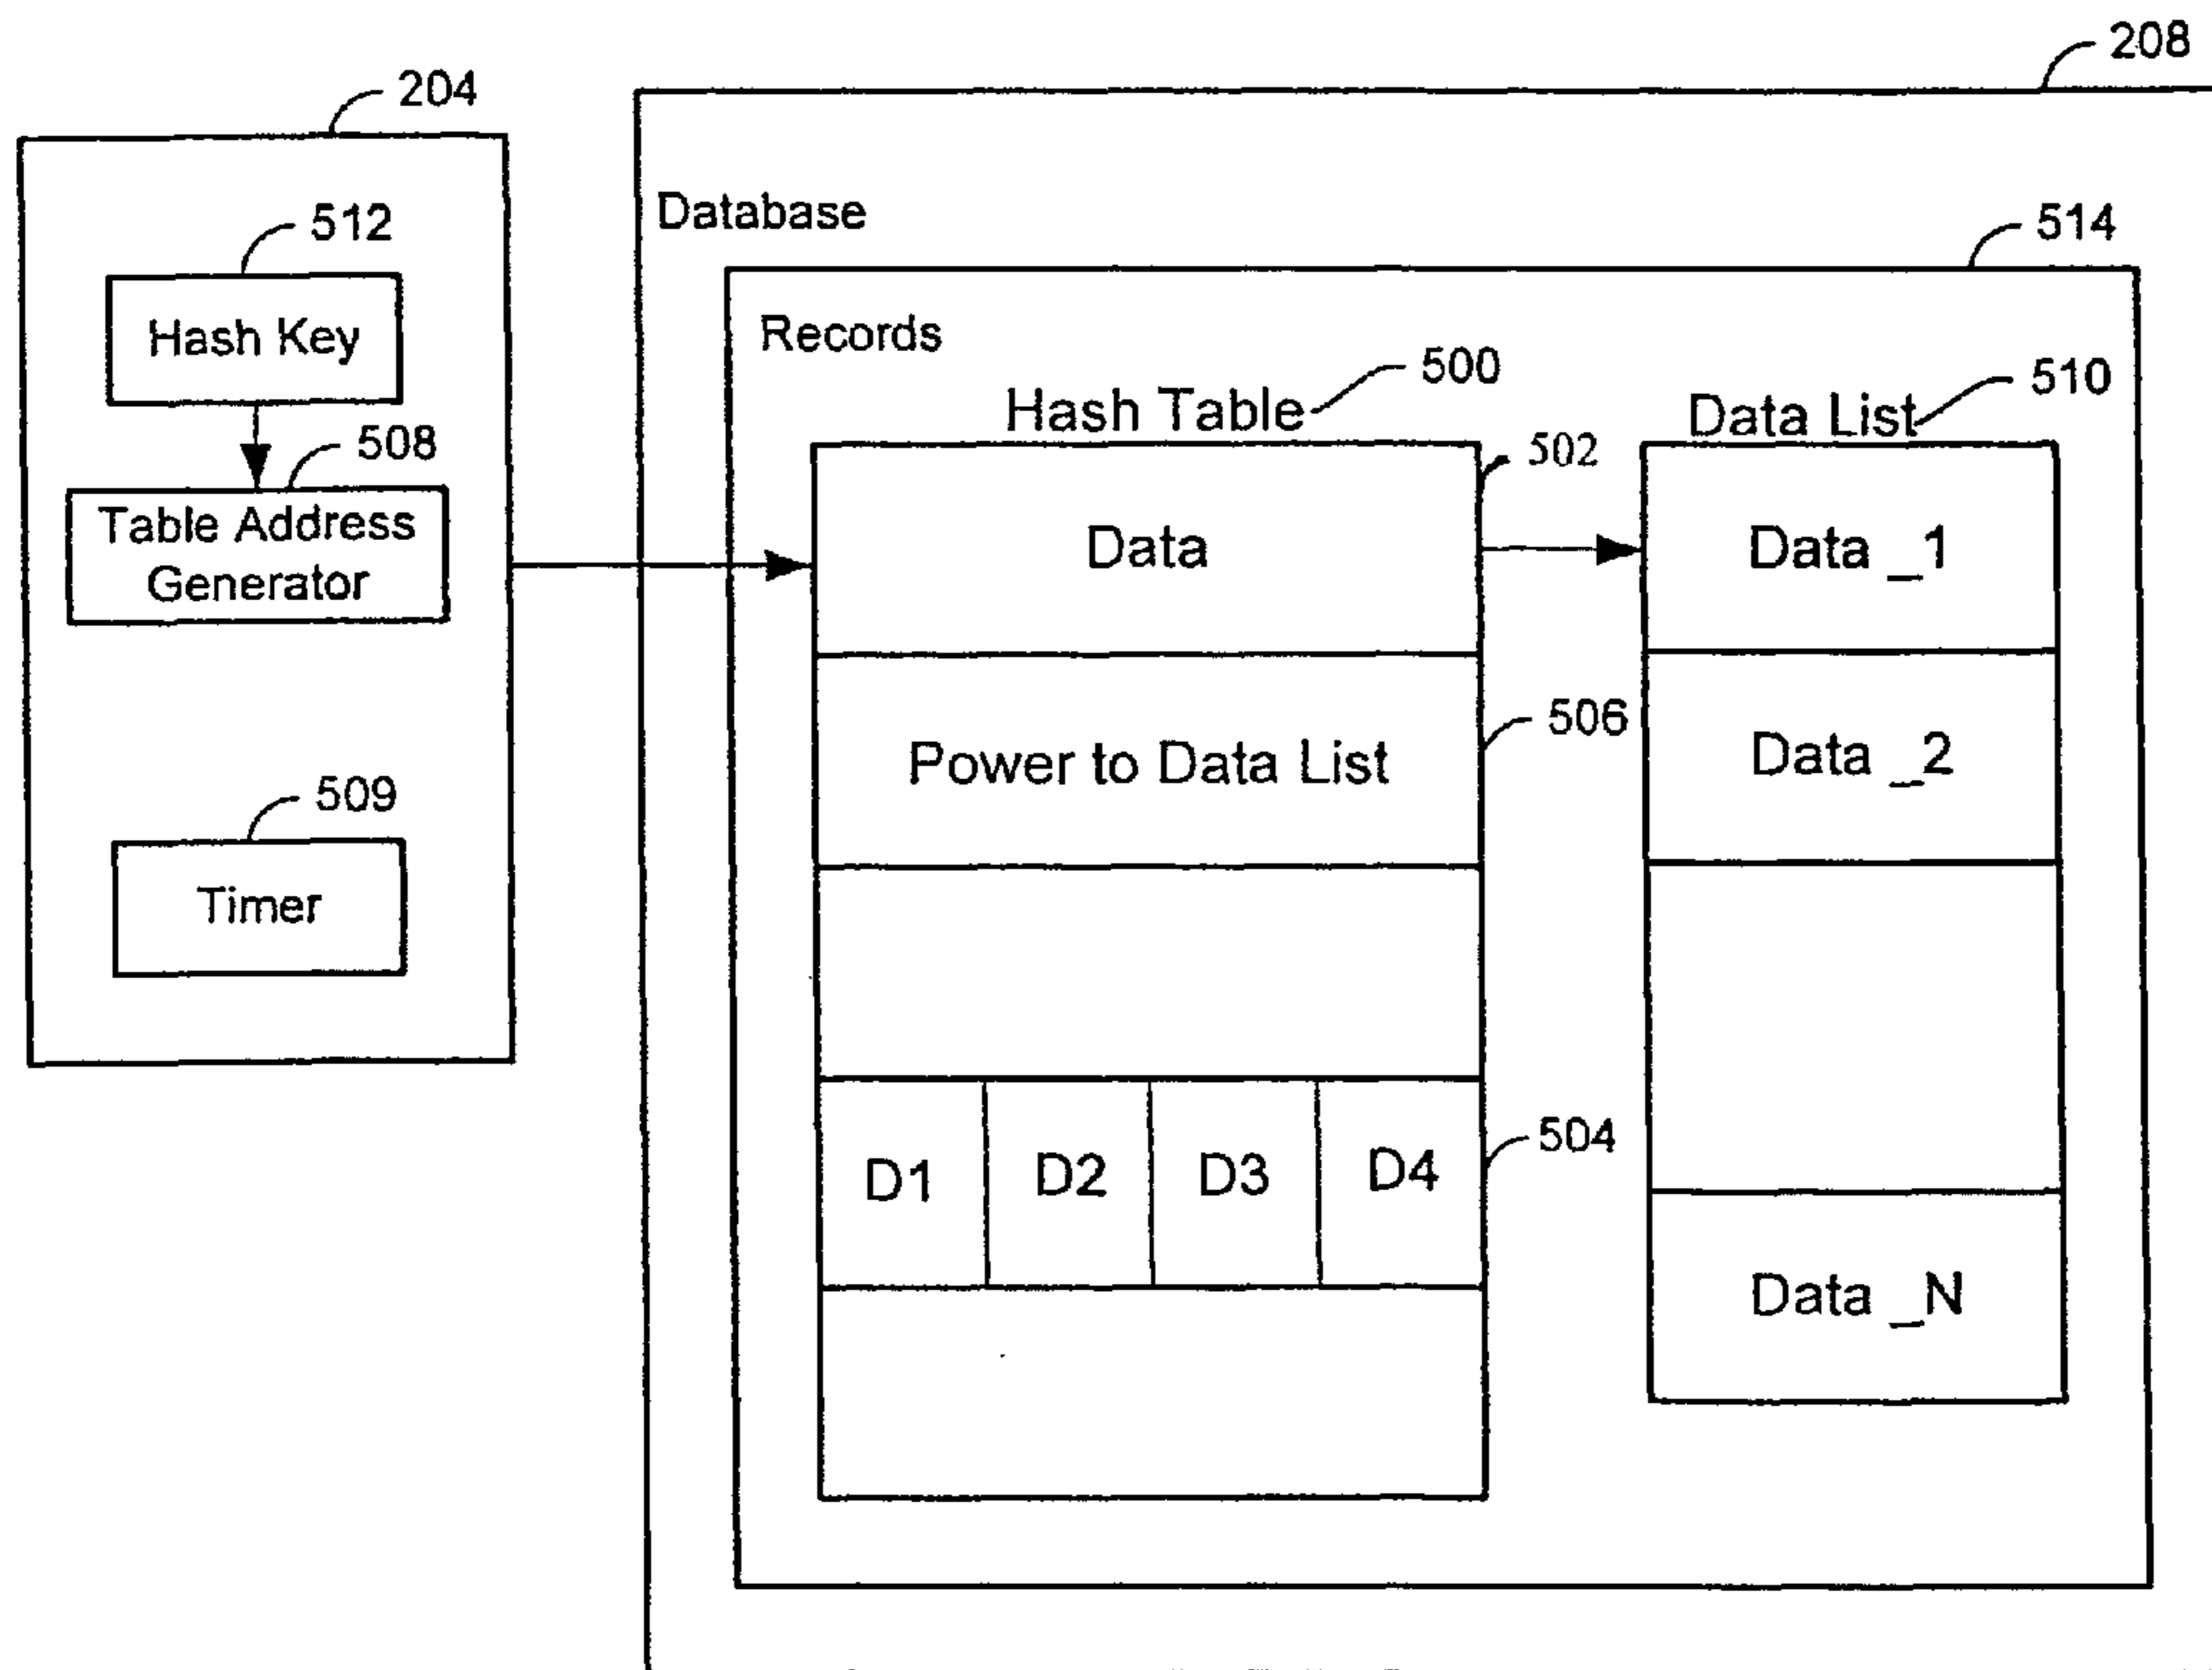 208
204
Database
512
514
Hash Key
Records
Hash Table
500
Data List
510
508
502
Table Address
Generator
Data
Data _1
506
Power to Data List
Data _2
509
Timer
D1
D2
D3
D4
504
Data _N